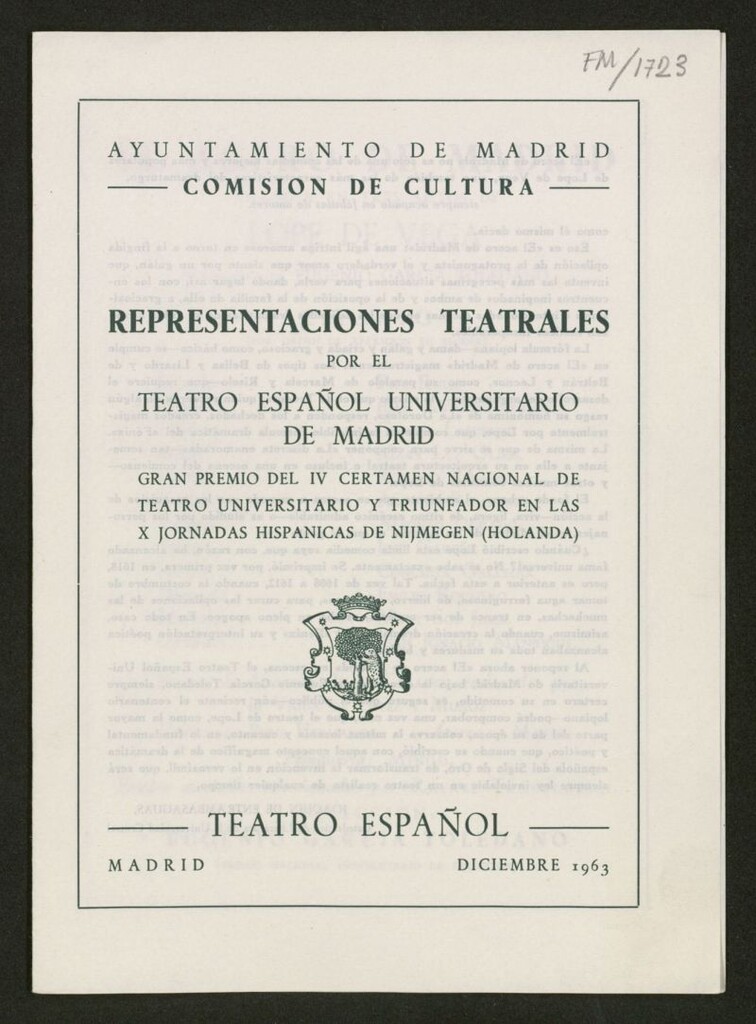 FM/1723
AYUNTAMIENTO DE MADRID
COMISION DE CULTURA
REPRESENTACIONES TEATRALES
POR EL
TEATRO ESPAÑOL UNIVERSITARIO
DE MADRID
GRAN PREMIO DEL IV CERTAMEN NACIONAL DE
TEATRO UNIVERSITARIO Y TRIUNFADOR EN LAS
X JORNADAS HISPANICAS DE NIJMEGEN (HOLANDA)
TEATRO ESPAÑOL
MADRID DICIEMBRE 1963